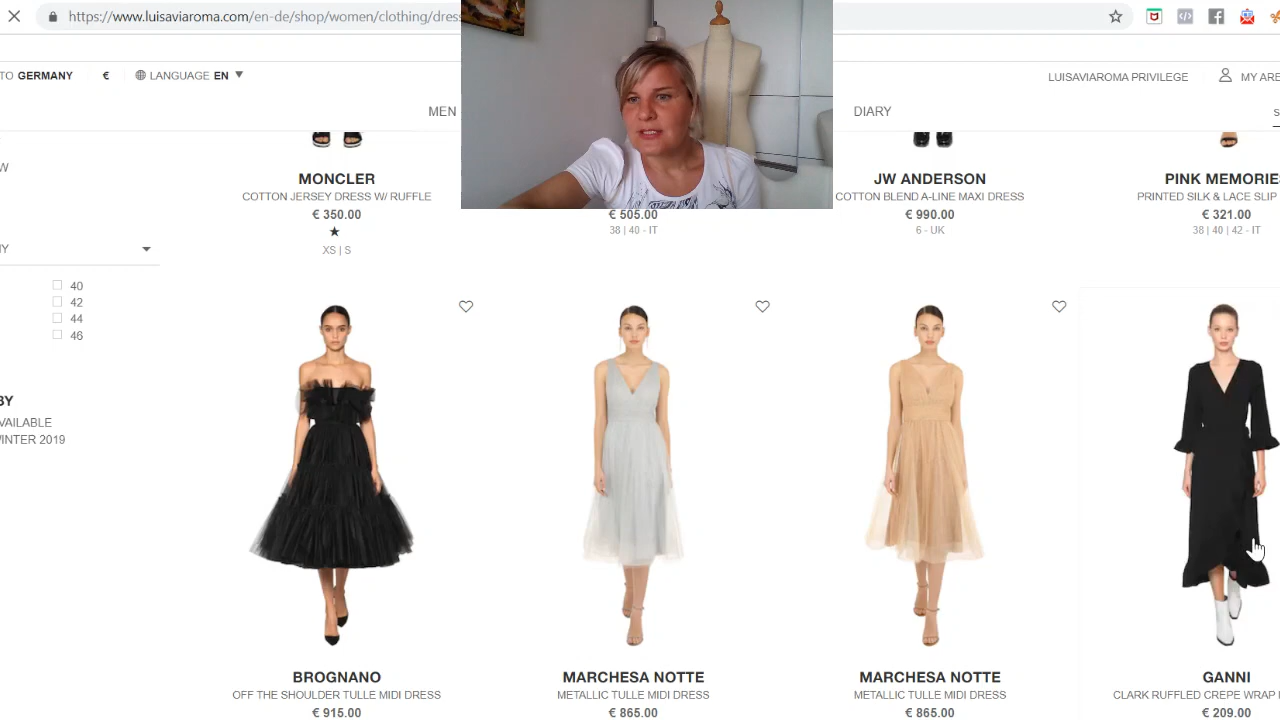 https://www.luisaviaroma.com/en-de/shop/women/clothing/dres
TO GERMANY € LANGUAGE EN LUISAVIAROMA PRIVILEGE MY ARE
MEN DIARY S
W
MONCLER JW ANDERSON PINK MEMORIES
COTTON JERSEY DRESS W/ RUFFLE COTTON BLEND A-LINE MAXI DRESS PRINTED SILK & LACE SLIP
€ 350.00 € 505.00 € 990.00 € 321.00
38 | 40 - IT 6 - UK 38 | 40 | 42 - IT
XS | S
NY
40
42
44
46
BY
VAILABLE
WINTER 2019
BROGNANO MARCHESA NOTTE MARCHESA NOTTE GANNI
OFF THE SHOULDER TULLE MIDI DRESS METALLIC TULLE MIDI DRESS METALLIC TULLE MIDI DRESS CLARK RUFFLED CREPE WRAP
€ 915.00 € 865.00 € 865.00 € 209.00